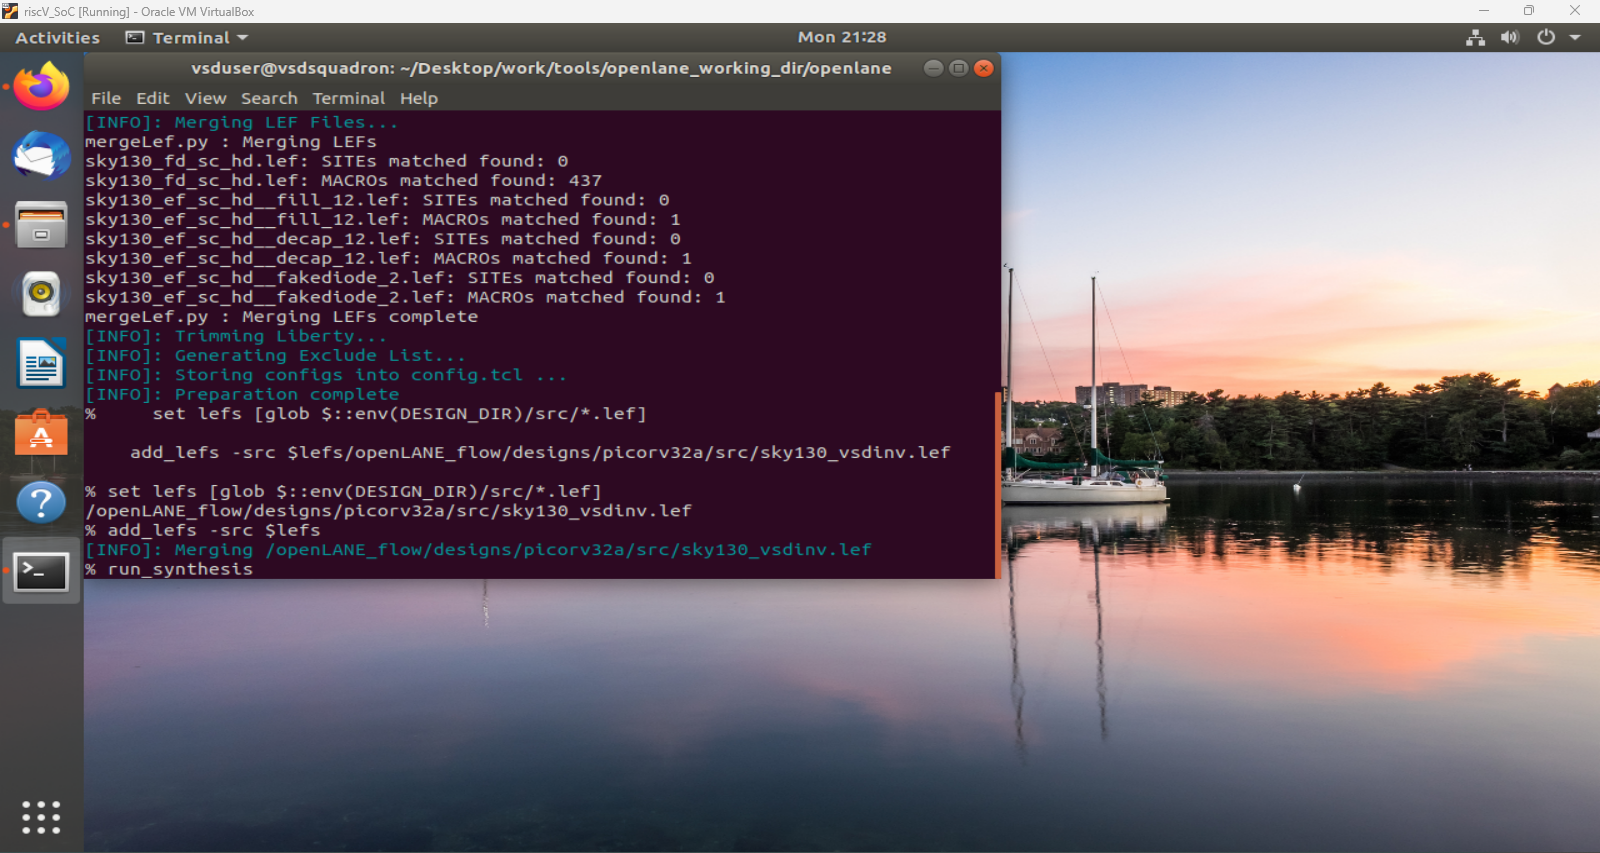 riscV_SoC [Running] - Oracle VM VirtualBox
Activities Terminal Mon 21:28
vsduser@vsdsquadron: ~/Desktop/work/tools/openlane_working_dir/openlane
File Edit View Search Terminal Help
[INFO]: Merging LEF Files...
mergeLef.py : Merging LEFs
sky130_fd_sc_hd.lef: SITEs matched found: 0
sky130_fd_sc_hd.lef: MACROs matched found: 437
sky130_ef_sc_hd__fill_12.lef: SITEs matched found: 0
sky130_ef_sc_hd__fill_12.lef: MACROs matched found: 1
sky130_ef_sc_hd__decap_12.lef: SITEs matched found: 0
sky130_ef_sc_hd__decap_12.lef: MACROs matched found: 1
sky130_ef_sc_hd__fakediode_2.lef: SITEs matched found: 0
sky130_ef_sc_hd__fakediode_2.lef: MACROs matched found: 1
mergeLef.py : Merging LEFs complete
[INFO]: Trimming Liberty...
[INFO]: Generating Exclude List...
[INFO]: Storing configs into config.tcl ...
[INFO]: Preparation complete
%     set lefs [glob $::env(DESIGN_DIR)/src/*.lef]
    add_lefs -src $lefs/openLANE_flow/designs/picorv32a/src/sky130_vsdinv.lef
% set lefs [glob $::env(DESIGN_DIR)/src/*.lef]
/openLANE_flow/designs/picorv32a/src/sky130_vsdinv.lef
% add_lefs -src $lefs
[INFO]: Merging /openLANE_flow/designs/picorv32a/src/sky130_vsdinv.lef
% run_synthesis